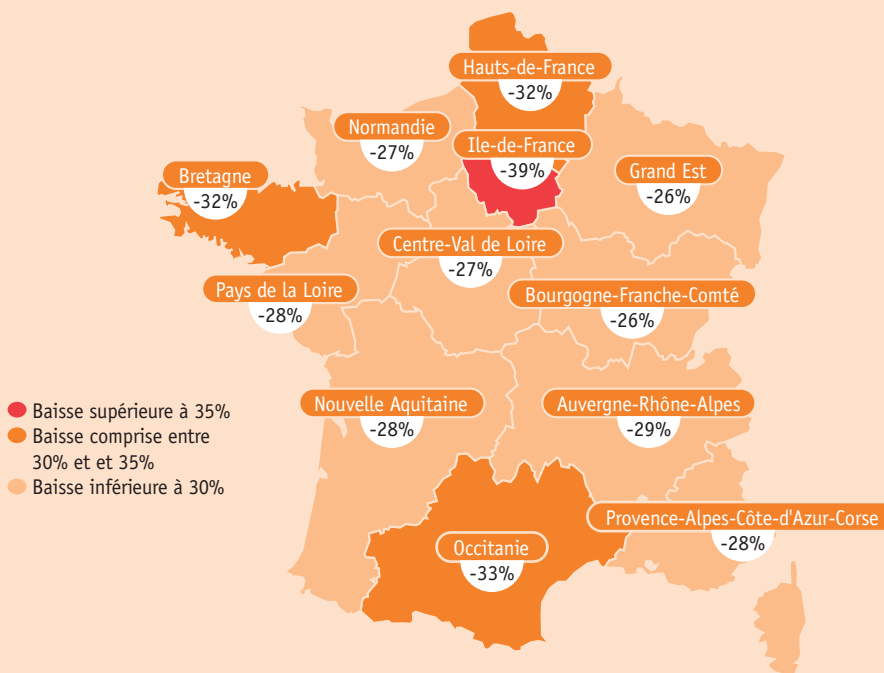 Hauts-de-France
-32%
Normandie
-27%
Ile-de-France
-39%
Bretagne
-32%
Grand Est
-26%
Centre-Val de Loire
-27%
Pays de la Loire
-28%
Bourgogne-Franche-Comté
-26%
Baisse supérieure à 35%
Baisse comprise entre
30% et et 35%
Baisse inférieure à 30%
Nouvelle Aquitaine
-28%
Auvergne-Rhône-Alpes
-29%
Provence-Alpes-Côte-d'Azur-Corse
-28%
Occitanie
-33%